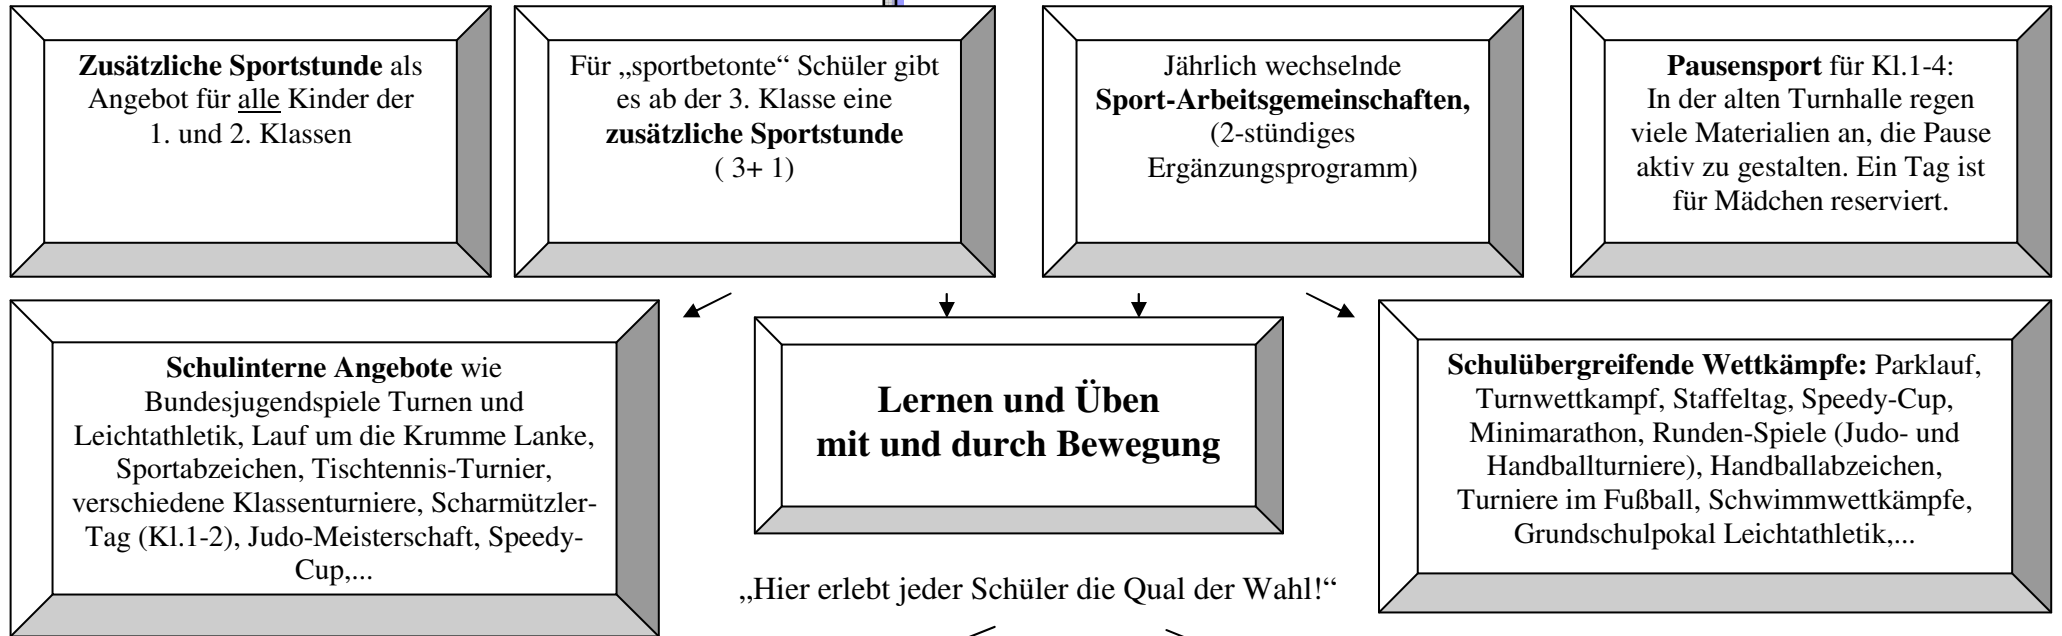 Zusätzliche Sportstunde als
Angebot für alle Kinder der
1. und 2. Klassen
Für „sportbetonte“ Schüler gibt
es ab der 3. Klasse eine
zusätzliche Sportstunde
( 3+ 1)
Jährlich wechselnde
Sport-Arbeitsgemeinschaften,
(2-stündiges
Ergänzungsprogramm)
Pausensport für Kl.1-4:
In der alten Turnhalle regen
viele Materialien an, die Pause
aktiv zu gestalten. Ein Tag ist
für Mädchen reserviert.
Schulinterne Angebote wie
Bundesjugendspiele Turnen und
Leichtathletik, Lauf um die Krumme Lanke,
Sportabzeichen, Tischtennis-Turnier,
verschiedene Klassenturniere, Scharmützler-
Tag (Kl.1-2), Judo-Meisterschaft, Speedy-
Cup,...
Lernen und Üben
mit und durch Bewegung
„Hier erlebt jeder Schüler die Qual der Wahl!“
Schulübergreifende Wettkämpfe: Parklauf,
Turnwettkampf, Staffeltag, Speedy-Cup,
Minimarathon, Runden-Spiele (Judo- und
Handballturniere), Handballabzeichen,
Turniere im Fußball, Schwimmwettkämpfe,
Grundschulpokal Leichtathletik,...